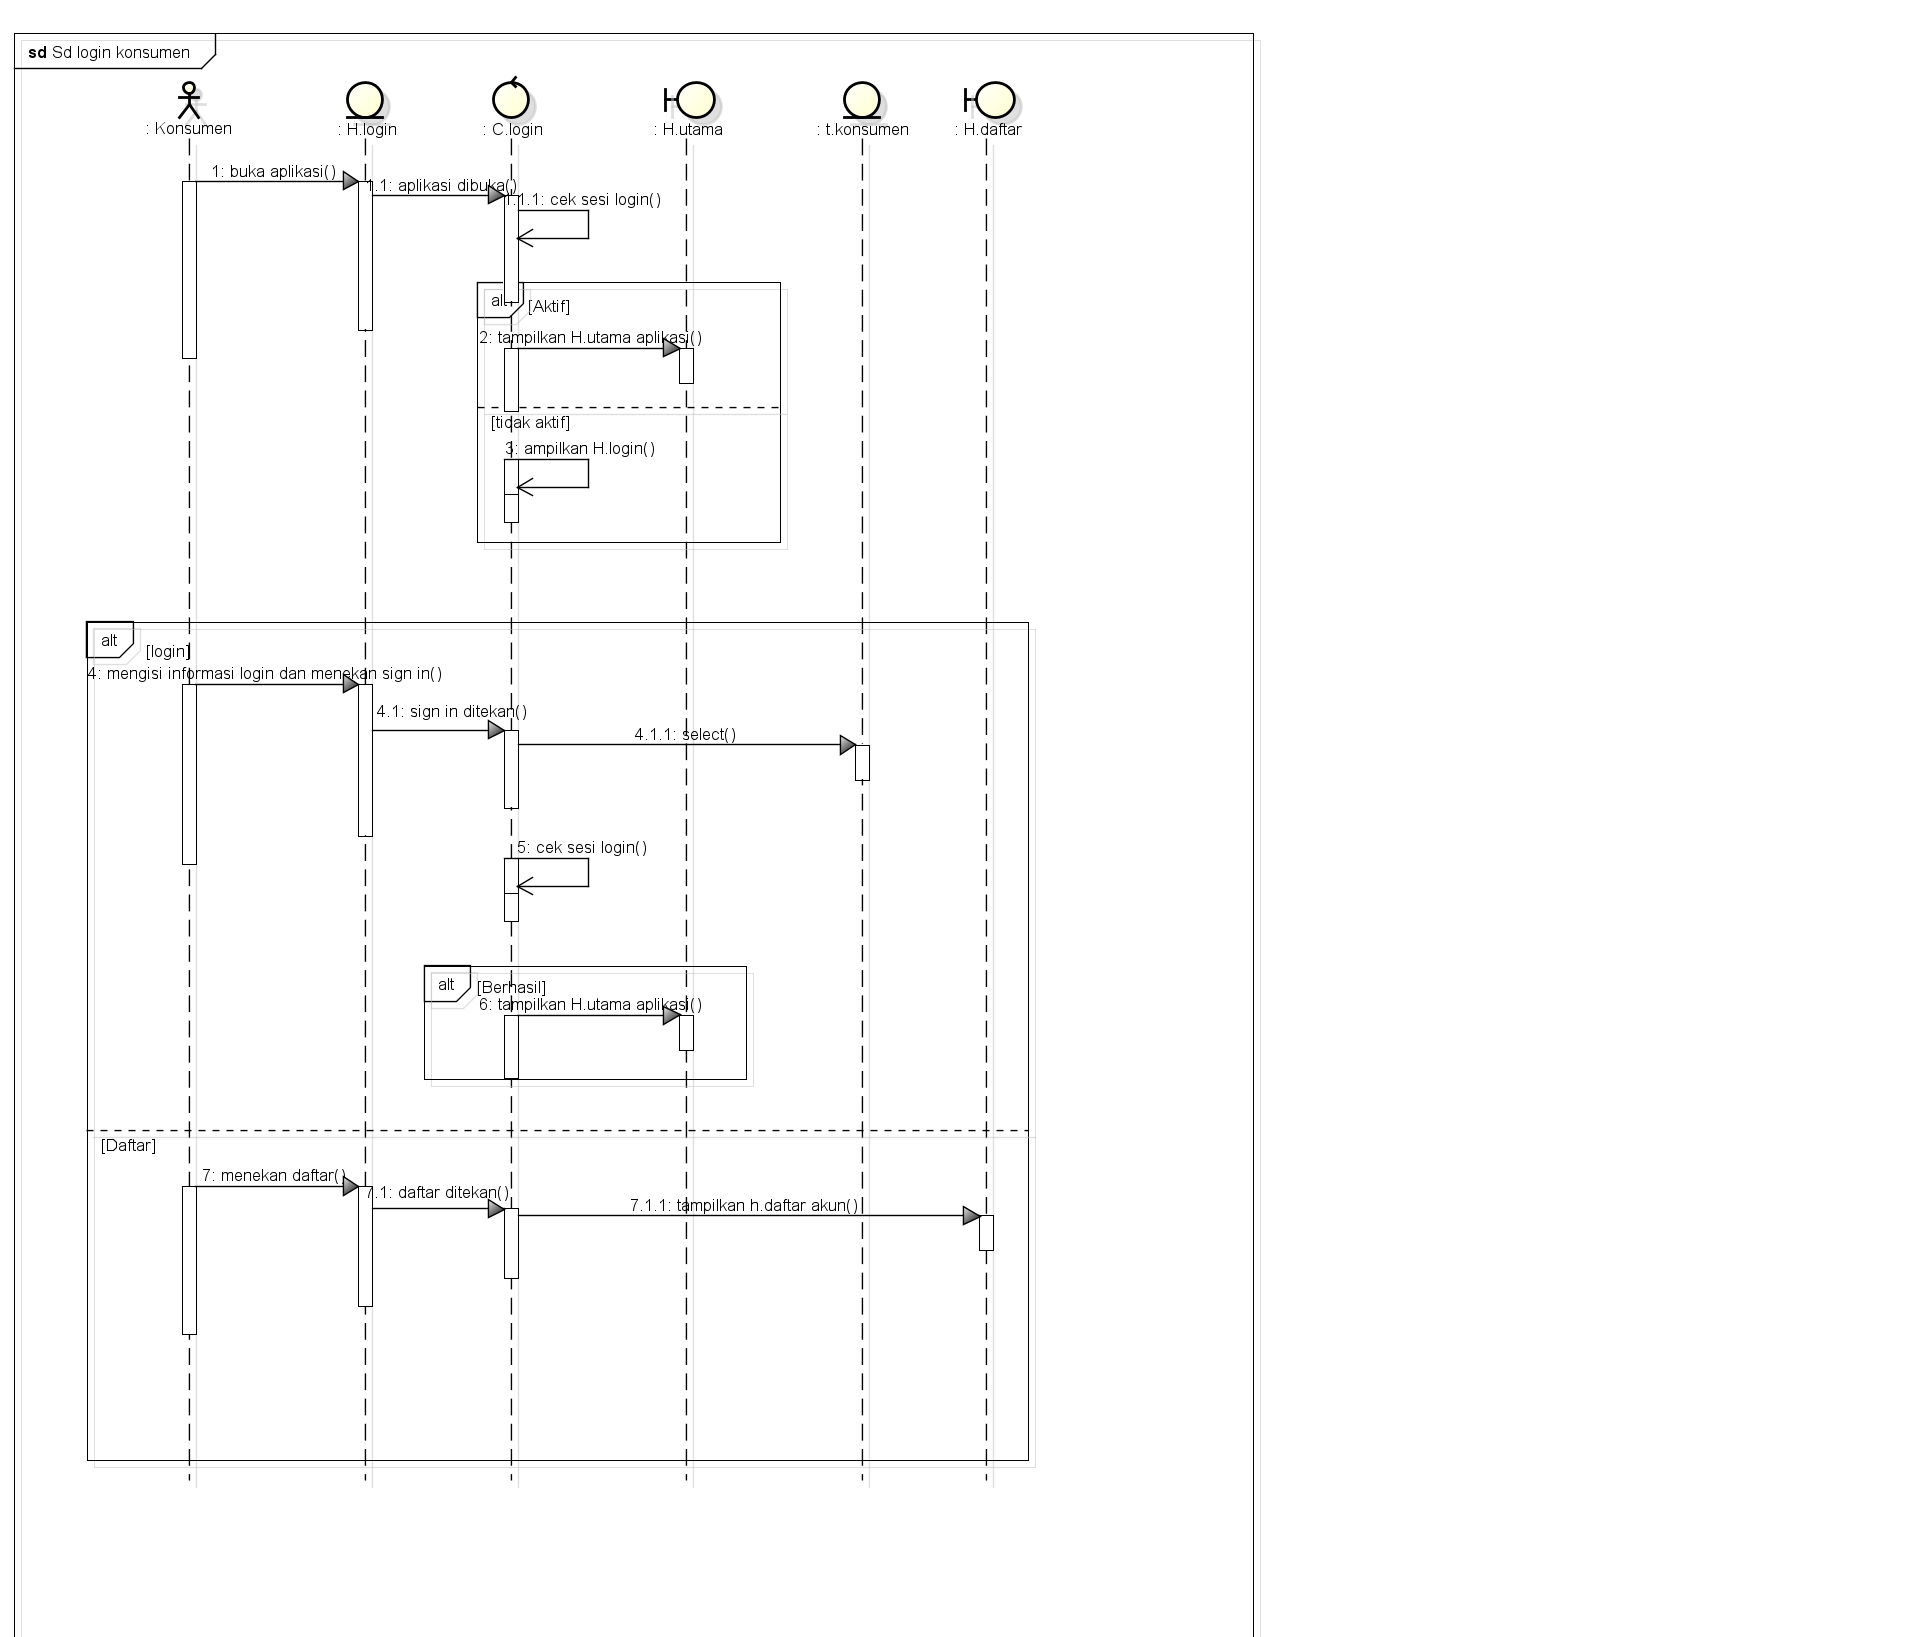 sd Sd login konsumen
: Konsumen
: H.login
: C.login
: H.utama
: t.konsumen
: H.daftar
1: buka aplikasi()
1.1: aplikasi dibuka()
1.1.1: cek sesi login()
alt
[Aktif]
2: tampilkan H.utama aplikasi()
[tidak aktif]
3: ampilkan H.login()
alt
[login]
4: mengisi informasi login dan menekan sign in()
4.1: sign in ditekan()
4.1.1: select()
5: cek sesi login()
alt
[Berhasil]
6: tampilkan H.utama aplikasi()
[Daftar]
7: menekan daftar()
7.1: daftar ditekan()
7.1.1: tampilkan h.daftar akun()